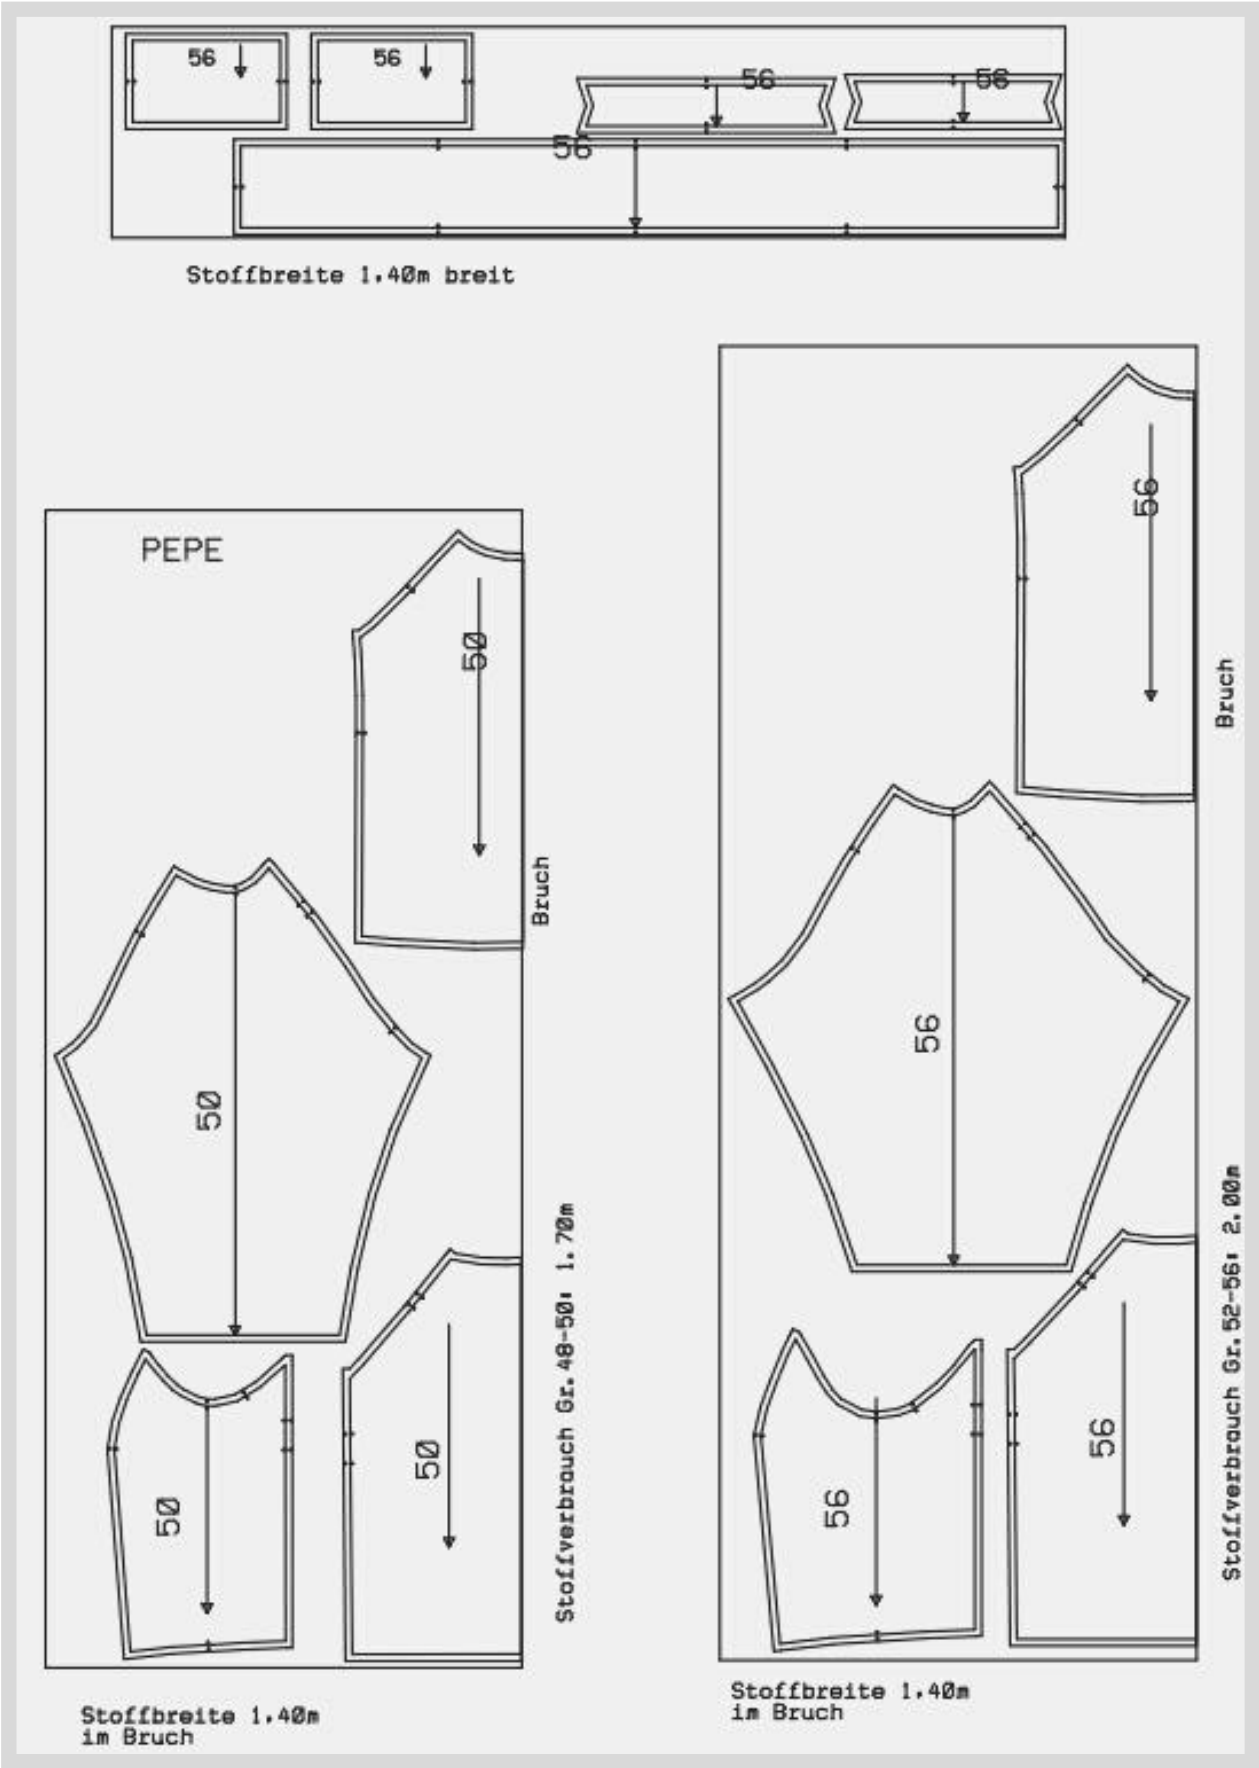 56
56
56
56
56
Stoffbreite 1.40m breit
PEPE
50
Bruch
50
50
50
Stoffverbrauch Gr.48-50: 1.70m
Stoffbreite 1.40m
im Bruch
56
Bruch
56
56
56
Stoffverbrauch Gr.52-56: 2.00m
Stoffbreite 1.40m
im Bruch